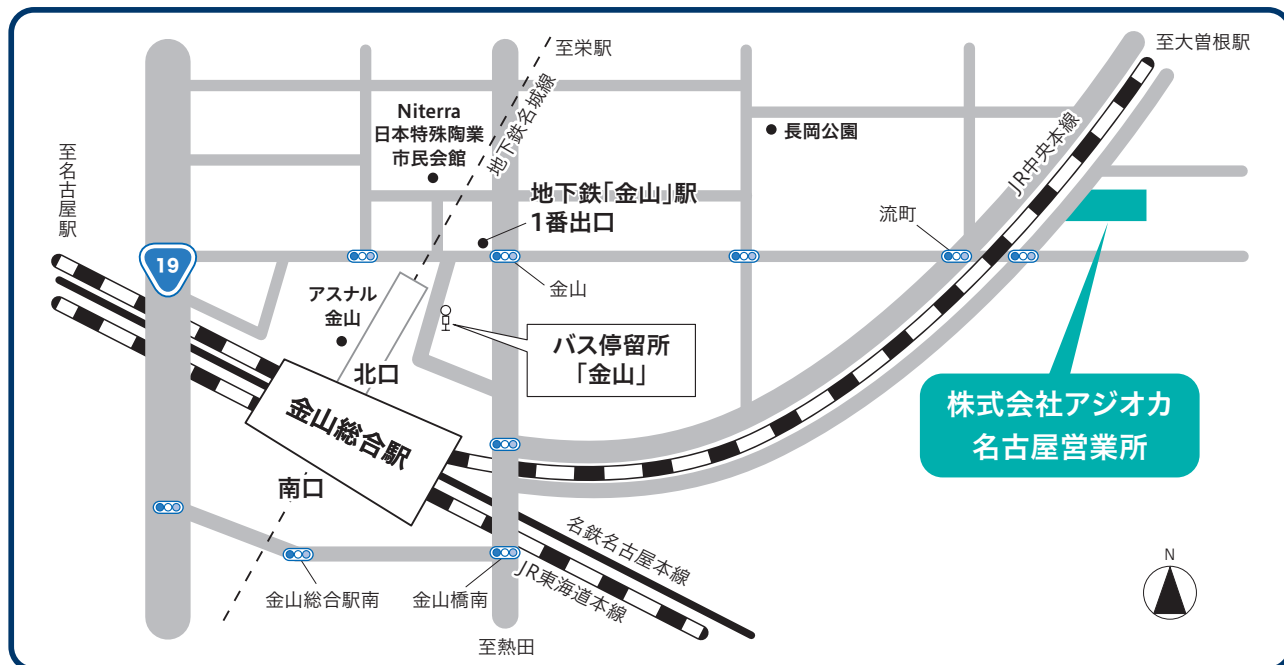 至栄駅
至大曽根駅
Niterra
日本特殊陶業
市民会館
地下鉄名城線
長岡公園
JR中央本線
至名古屋駅
地下鉄「金山」駅
1番出口
流町
19
金山
アスナル
金山
バス停留所
「金山」
北口
金山総合駅
株式会社アジオカ
名古屋営業所
南口
名鉄名古屋本線
JR東海道本線
金山総合駅南
金山橋南
至熱田
N